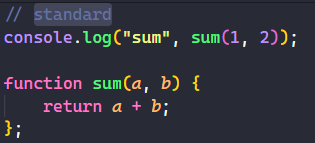 // standard
console.log("sum", sum(1, 2));
function sum(a, b) {
    return a + b;
};